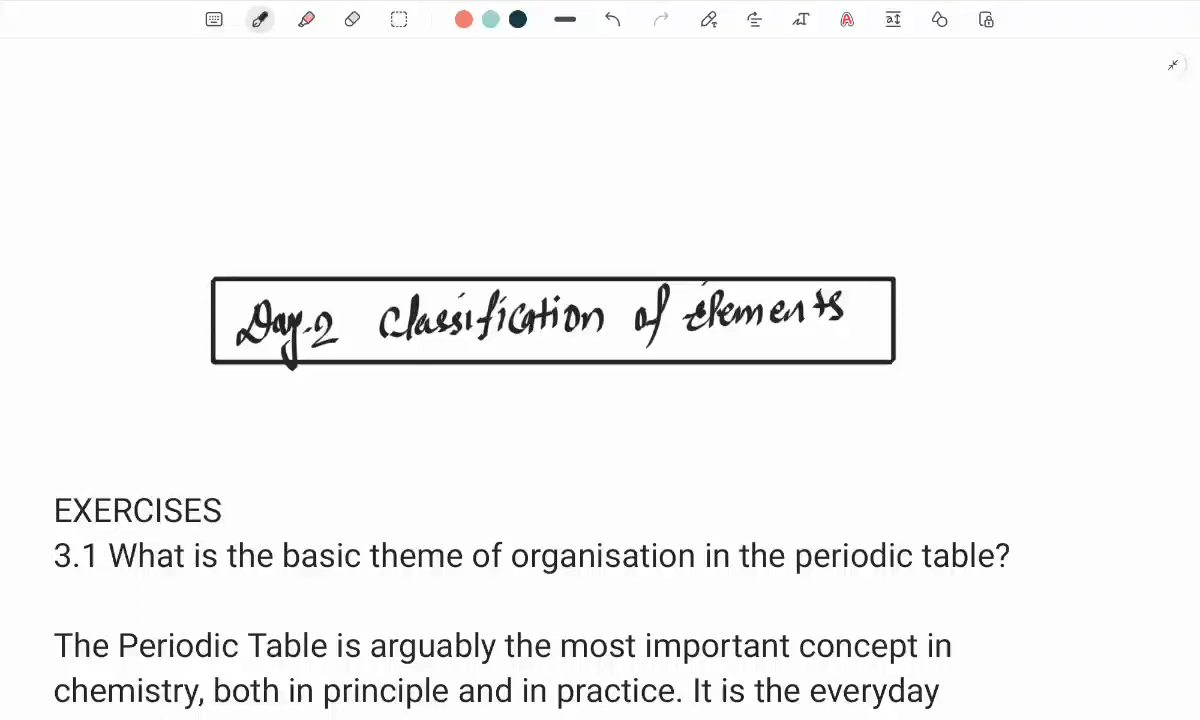 Day-2 Classification of Elements
EXERCISES
3.1 What is the basic theme of organisation in the periodic table?
The Periodic Table is arguably the most important concept in
chemistry, both in principle and in practice. It is the everyday